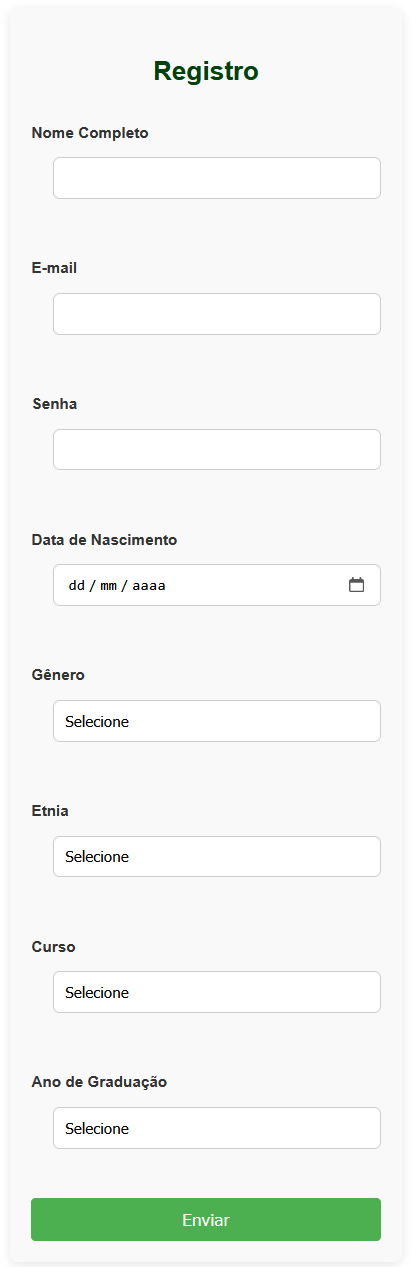 Registro
Nome Completo
E-mail
Senha
Data de Nascimento
dd / mm / aaaa
Gênero
Selecione
Etnia
Selecione
Curso
Selecione
Ano de Graduação
Selecione
Enviar